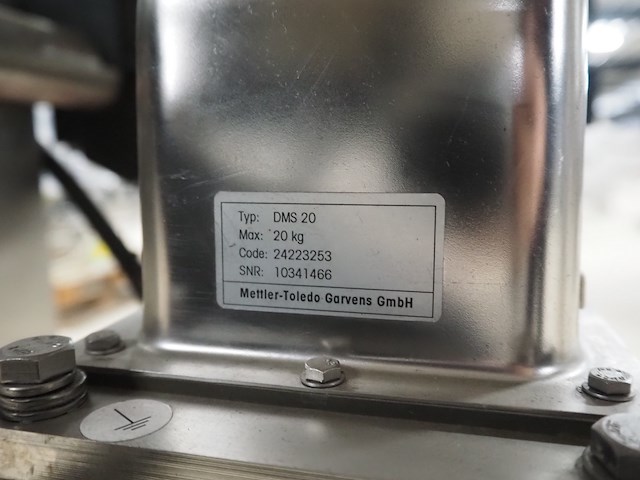 Typ: DMS 20
Max: 20 kg
Code: 24223253
SNR: 10341466
Mettler-Toledo Garvens GmbH